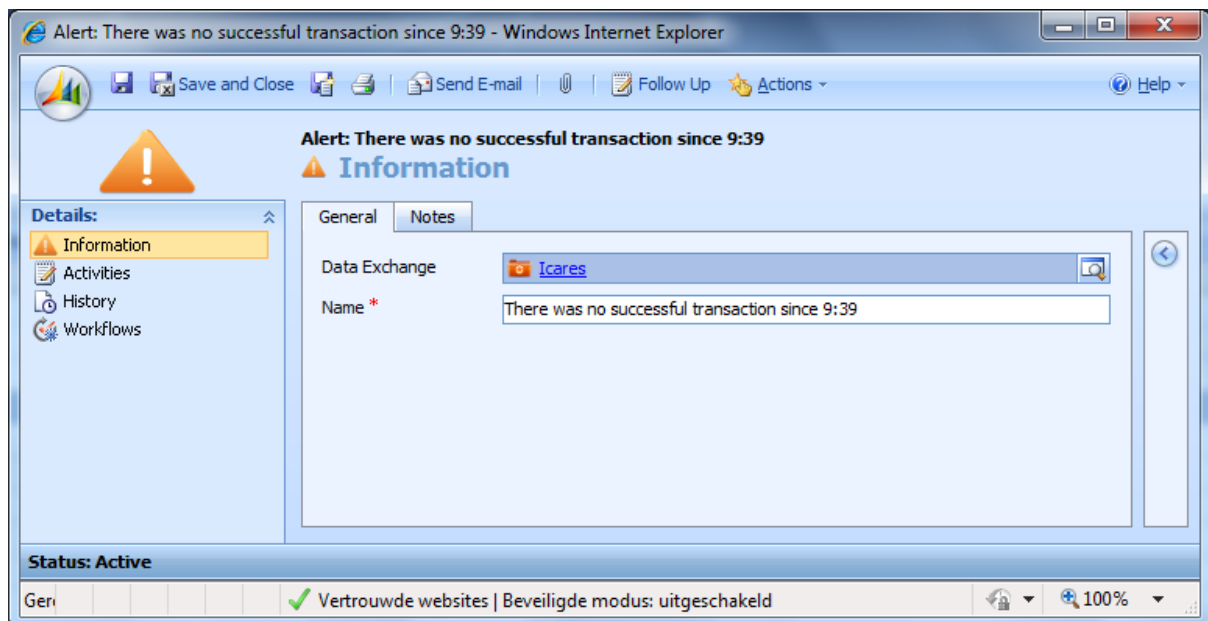 Alert: There was no successful transaction since 9:39 - Windows Internet Explorer
Save and Close Send E-mail Follow Up Actions Help
Alert: There was no successful transaction since 9:39
Information
Details:
Information
Activities
History
Workflows
General Notes
Data Exchange Icares
Name * There was no successful transaction since 9:39
Status: Active
Vertrouwde websites | Beveiligde modus: uitgeschakeld 100%